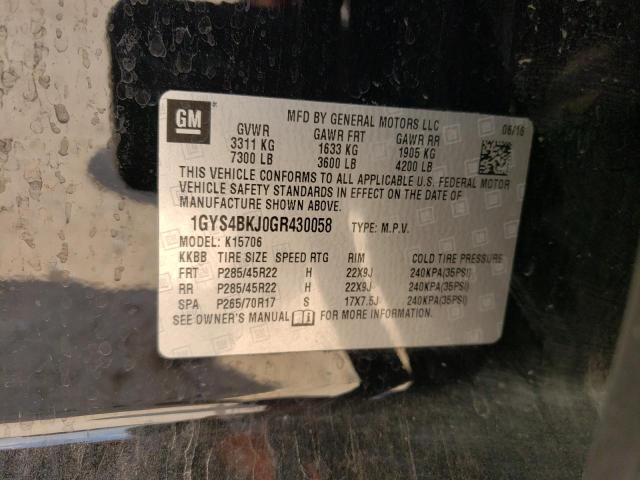 GM
MFD BY GENERAL MOTORS LLC
06/16
GVWR GAWR FRT GAWR RR
3311 KG 1633 KG 1905 KG
7300 LB 3600 LB 4200 LB
THIS VEHICLE CONFORMS TO ALL APPLICABLE U.S. FEDERAL MOTOR
VEHICLE SAFETY STANDARDS IN EFFECT ON THE DATE OF
MANUFACTURE SHOWN ABOVE.
1GYS4BKJ0GR430058 TYPE: M.P.V.
MODEL: K15706
KKBB TIRE SIZE SPEED RTG RIM COLD TIRE PRESSURE
FRT P285/45R22 H 22X9J 240KPA(35PSI)
RR P285/45R22 H 22X9J 240KPA(35PSI)
SPA P265/70R17 S 17X7.5J 240KPA(35PSI)
SEE OWNER'S MANUAL FOR MORE INFORMATION.